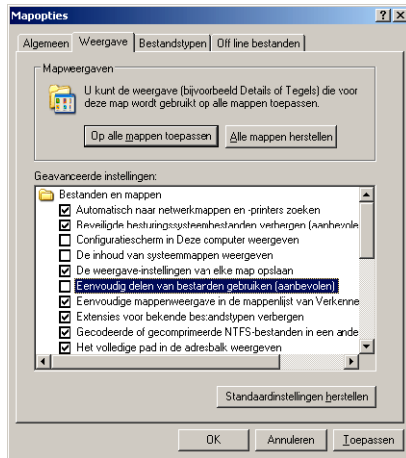 Mapopties
Algemeen Weergave Bestandstypen Off line bestanden
Mapweergaven
U kunt de weergave (bijvoorbeeld Details of Tegels) die voor
deze map wordt gebruikt op alle mappen toepassen.
Op alle mappen toepassen Alle mappen herstellen
Geavanceerde instellingen:
Bestanden en mappen
Automatisch naar netwerkmappen en -printers zoeken
Beveiligde besturingssysteembestanden verbergen (aanbevole
Configuratiescherm in Deze computer weergeven
De inhoud van systeemmappen weergeven
De weergave-instellingen van elke map opslaan
Eenvoudig delen van bestanden gebruiken (aanbevolen)
Eenvoudige mappenweergave in de mappenlijst van Verkenne
Extensies voor bekende bestandstypen verbergen
Gecodeerde of gecomprimeerde NTFS-bestanden in een ande
Het volledige pad in de adresbalk weergeven
Standaardinstellingen herstellen
OK Annuleren Toepassen